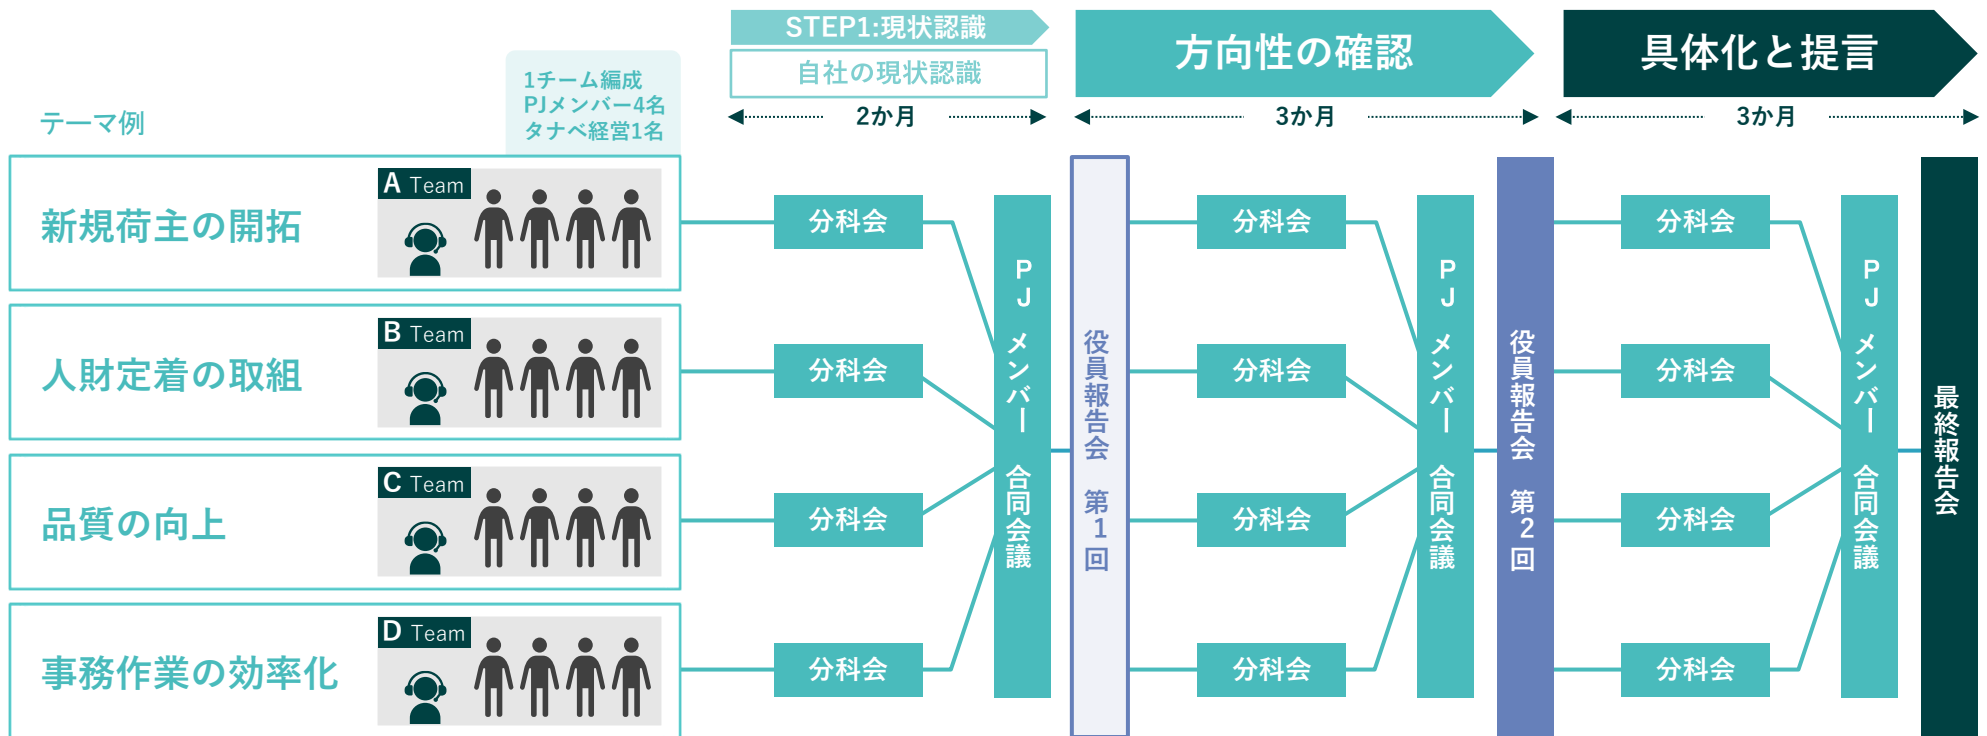 STEP1:現状認識
自社の現状認識
方向性の確認
具体化と提言
2か月
3か月
3か月
テーマ例
1チーム編成
PJメンバー4名
タナベ経営1名
新規荷主の開拓
A Team
人財定着の取組
B Team
品質の向上
C Team
事務作業の効率化
D Team
分科会
分科会
分科会
分科会
PJ メンバー 合同会議
役員報告会 第1回
分科会
分科会
分科会
分科会
PJ メンバー 合同会議
役員報告会 第2回
分科会
分科会
分科会
分科会
PJ メンバー 合同会議
最終報告会